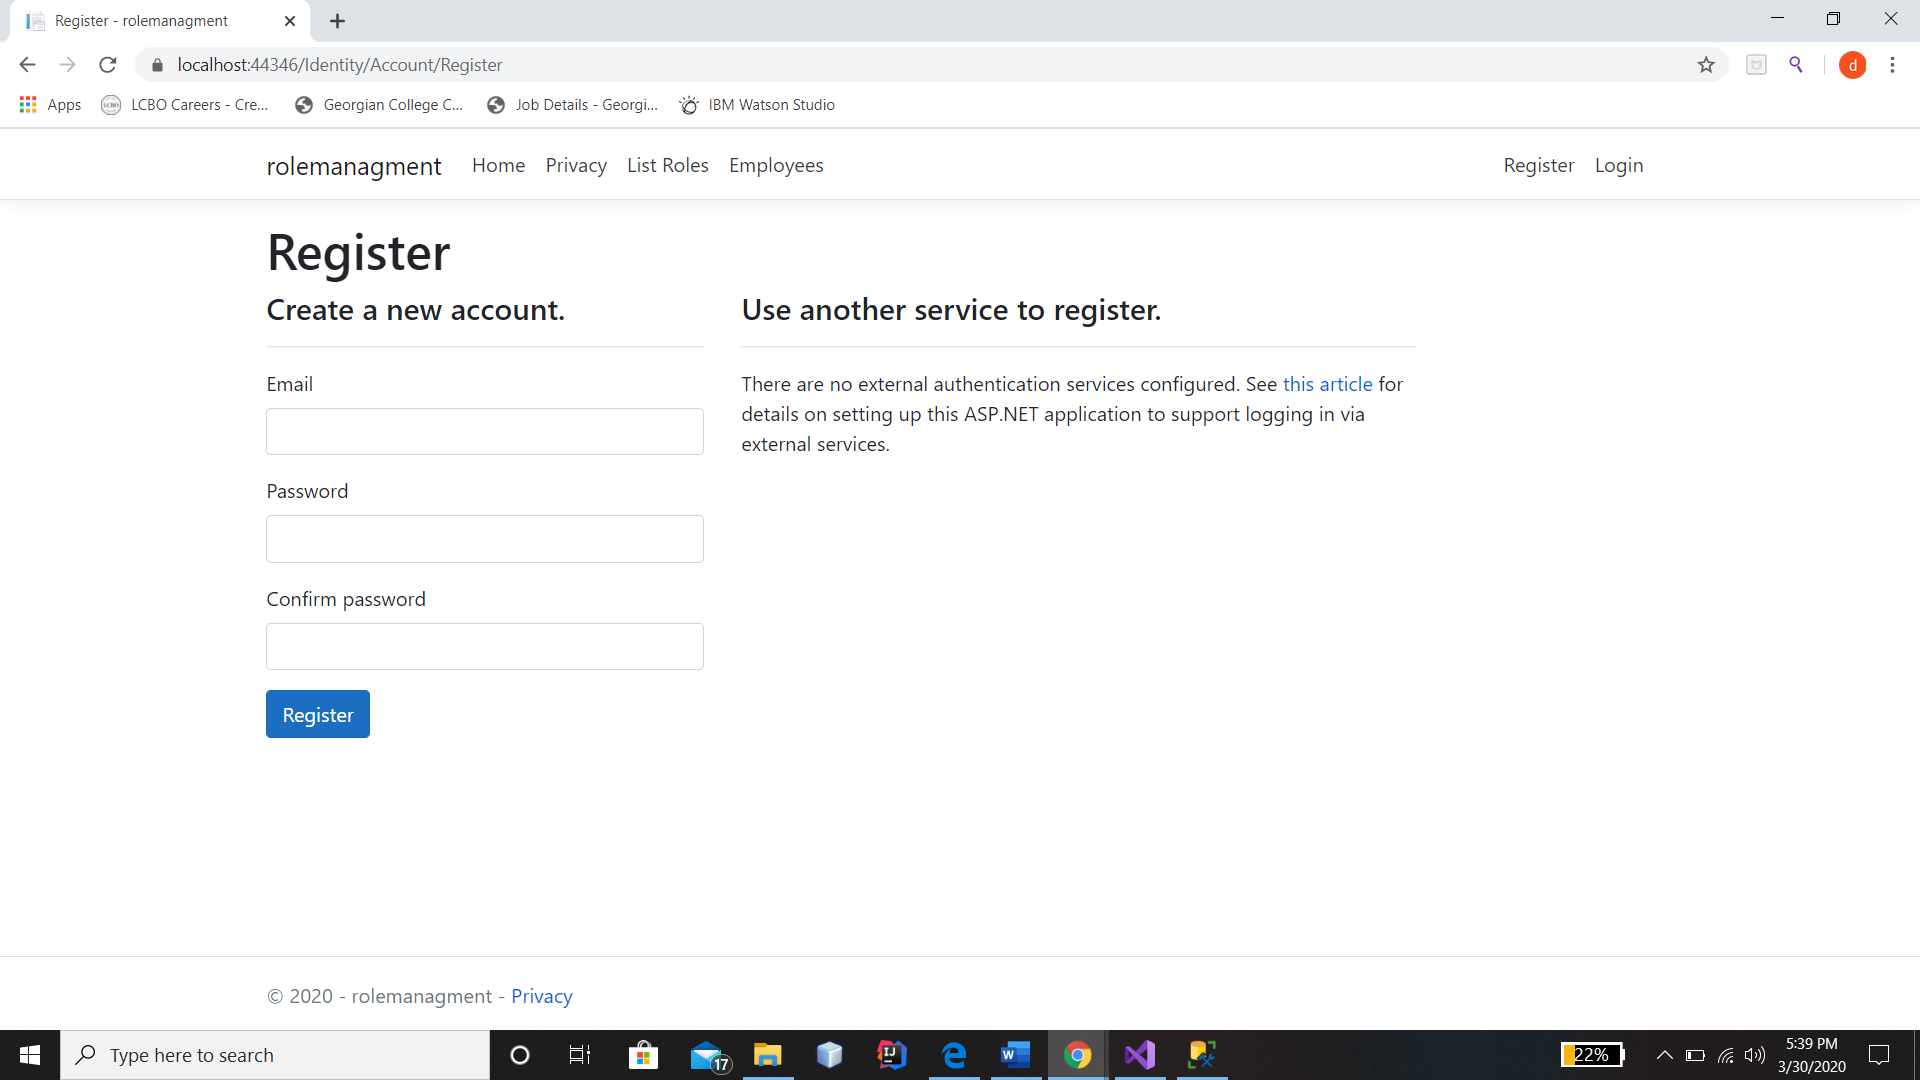 Register - rolemanagment
localhost:44346/Identity/Account/Register
d
Apps
LCBO Careers - Cre...
Georgian College C...
Job Details - Georgi...
IBM Watson Studio
rolemanagment
Home
Privacy
List Roles
Employees
Register
Login
Register
Create a new account.
Email
Password
Confirm password
Register
Use another service to register.
There are no external authentication services configured. See this article for
details on setting up this ASP.NET application to support logging in via
external services.
© 2020 - rolemanagment - Privacy
Type here to search
17
22%
5:39 PM
3/30/2020